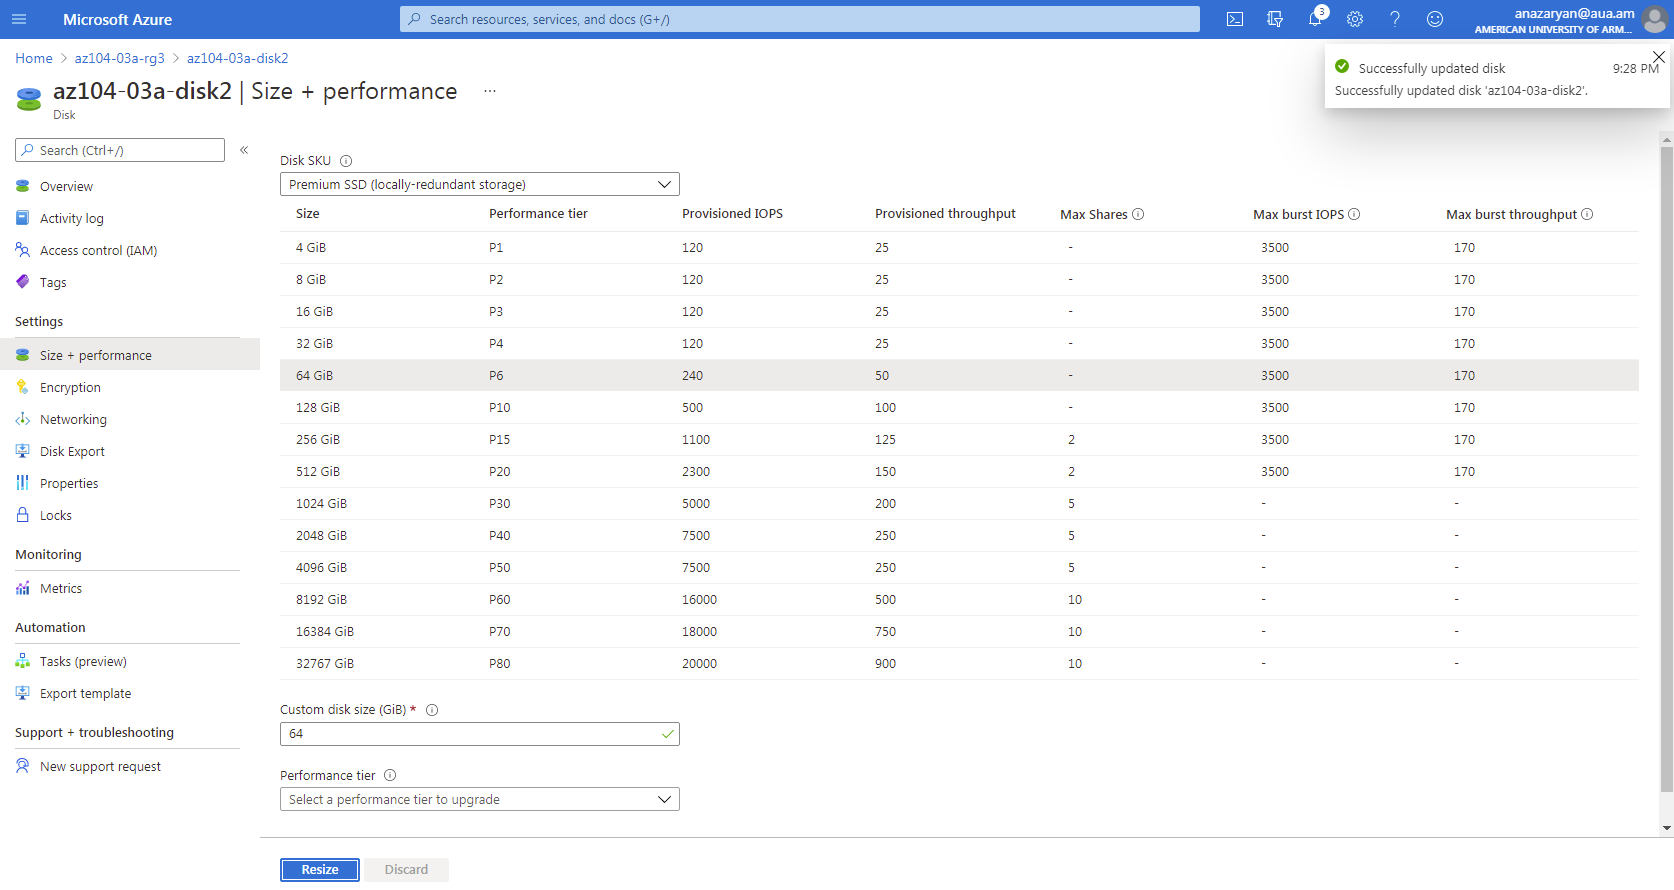 Microsoft Azure
Search resources, services, and docs (G+/)
3
anazaryan@aua.am
AMERICAN UNIVERSITY OF ARM...
Home > az104-03a-rg3 > az104-03a-disk2
Successfully updated disk
9:28 PM
Successfully updated disk 'az104-03a-disk2'.
az104-03a-disk2 | Size + performance ...
Disk
Search (Ctrl+/)
«
Overview
Activity log
Access control (IAM)
Tags
Settings
Size + performance
Encryption
Networking
Disk Export
Properties
Locks
Monitoring
Metrics
Automation
Tasks (preview)
Export template
Support + troubleshooting
New support request
Disk SKU
Premium SSD (locally-redundant storage)
Size Performance tier Provisioned IOPS Provisioned throughput Max Shares Max burst IOPS Max burst throughput
4 GiB P1 120 25 - 3500 170
8 GiB P2 120 25 - 3500 170
16 GiB P3 120 25 - 3500 170
32 GiB P4 120 25 - 3500 170
64 GiB P6 240 50 - 3500 170
128 GiB P10 500 100 - 3500 170
256 GiB P15 1100 125 2 3500 170
512 GiB P20 2300 150 2 3500 170
1024 GiB P30 5000 200 5 - -
2048 GiB P40 7500 250 5 - -
4096 GiB P50 7500 250 5 - -
8192 GiB P60 16000 500 10 - -
16384 GiB P70 18000 750 10 - -
32767 GiB P80 20000 900 10 - -
Custom disk size (GiB) *
64
Performance tier
Select a performance tier to upgrade
Resize
Discard